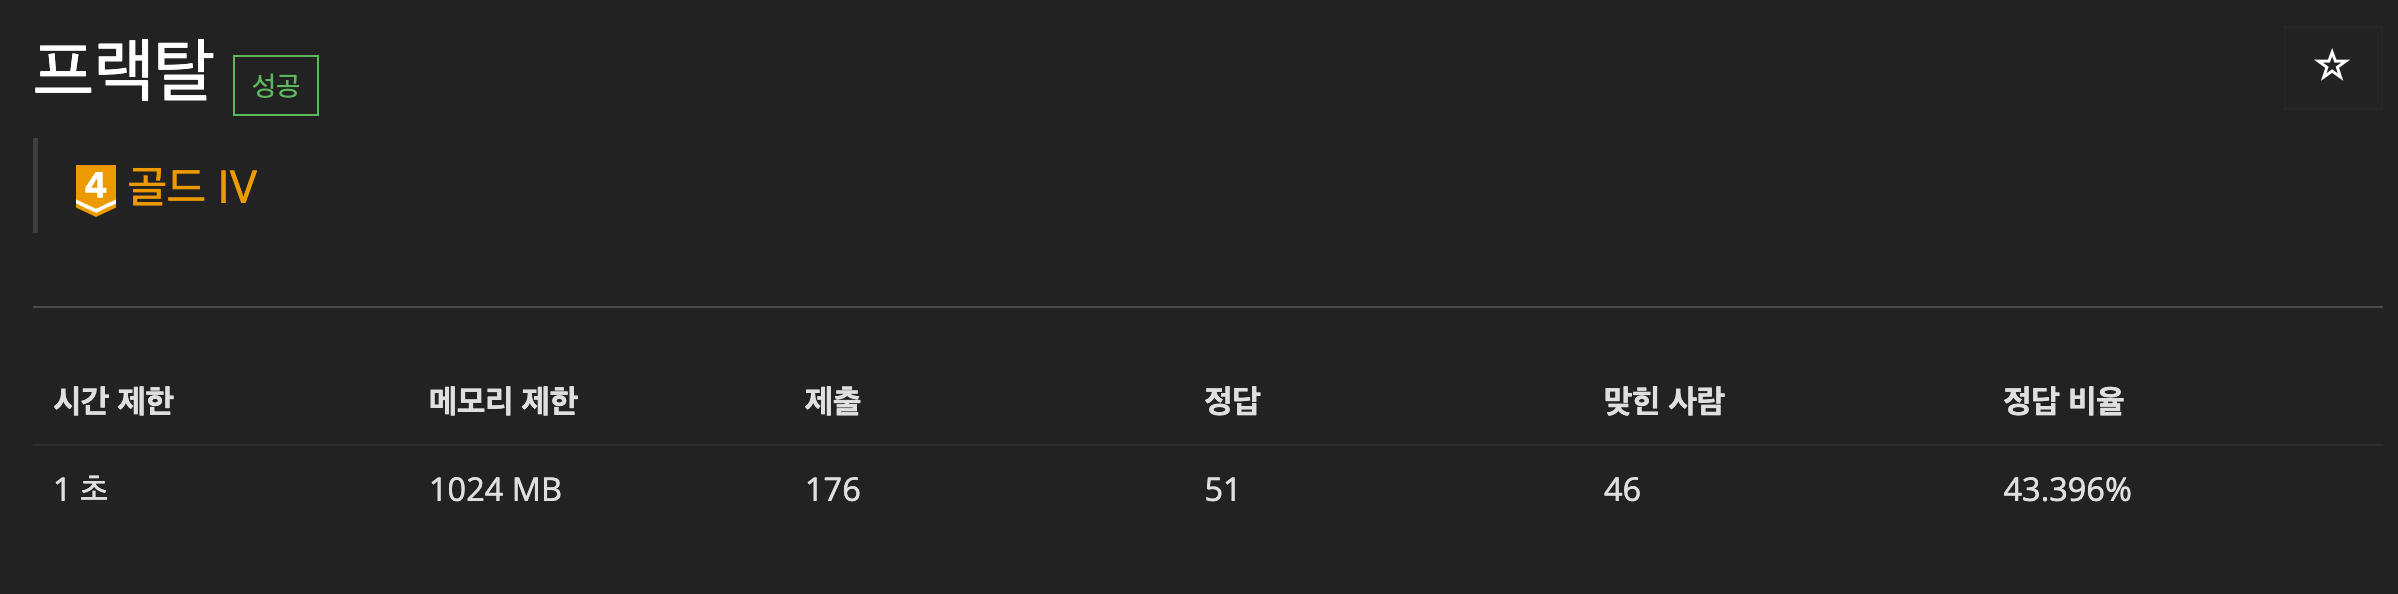 프랙탈 성공
☆
4 골드 IV
시간 제한 메모리 제한 제출 정답 맞힌 사람 정답 비율
1 초 1024 MB 176 51 46 43.396%